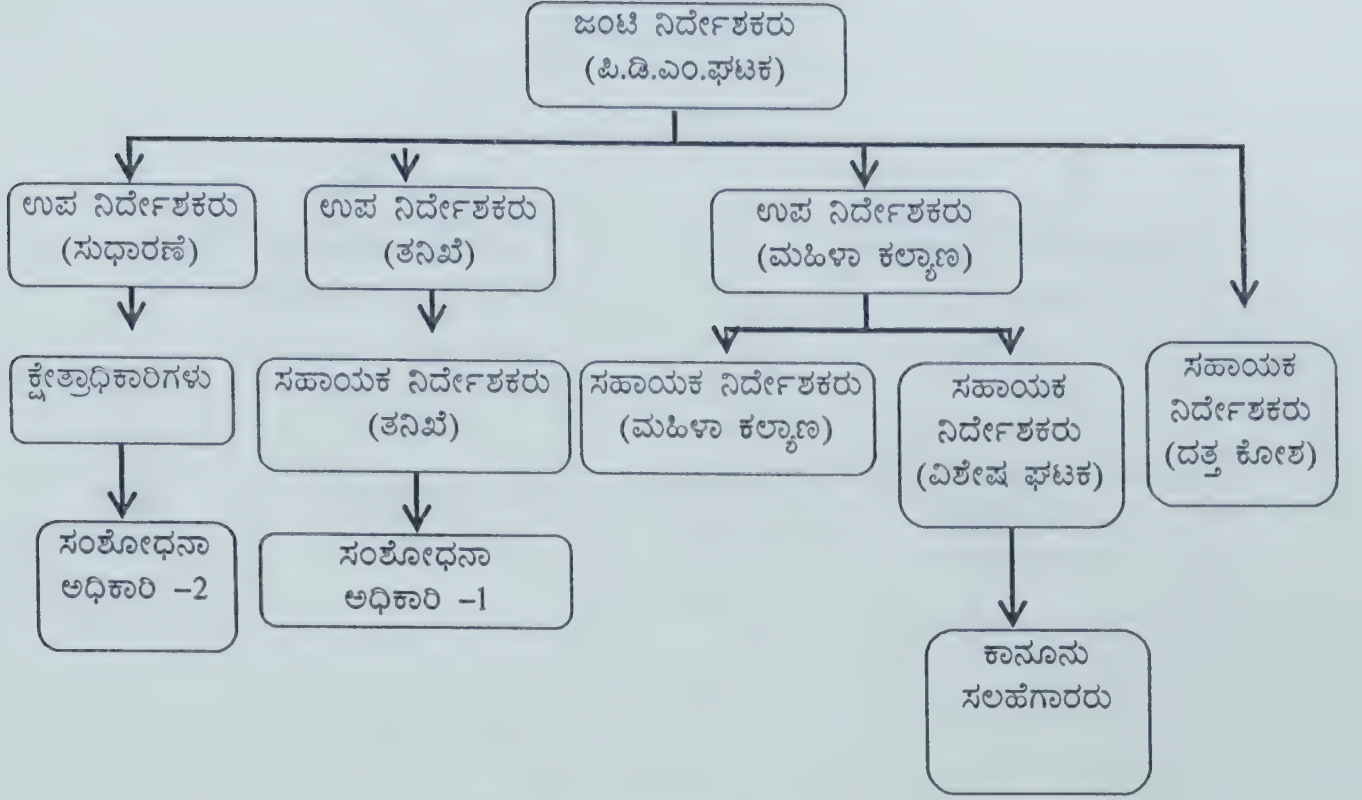 ಜಂಟಿ ನಿರ್ದೇಶಕರು
(ಪಿ.ಡಿ.ಎಂ.ಘಟಕ)
ಉಪ ನಿರ್ದೇಶಕರು
(ಸುಧಾರಣೆ)
ಉಪ ನಿರ್ದೇಶಕರು
(ತನಿಖೆ)
ಉಪ ನಿರ್ದೇಶಕರು
(ಮಹಿಳಾ ಕಲ್ಯಾಣ)
ಕ್ಷೇತ್ರಾಧಿಕಾರಿಗಳು
ಸಹಾಯಕ ನಿರ್ದೇಶಕರು
(ತನಿಖೆ)
ಸಹಾಯಕ ನಿರ್ದೇಶಕರು
(ಮಹಿಳಾ ಕಲ್ಯಾಣ)
ಸಹಾಯಕ
ನಿರ್ದೇಶಕರು
(ವಿಶೇಷ ಘಟಕ)
ಸಹಾಯಕ
ನಿರ್ದೇಶಕರು
(ದತ್ತ ಕೋಶ)
ಸಂಶೋಧನಾ
ಅಧಿಕಾರಿ –2
ಸಂಶೋಧನಾ
ಅಧಿಕಾರಿ –1
ಕಾನೂನು
ಸಲಹೆಗಾರರು